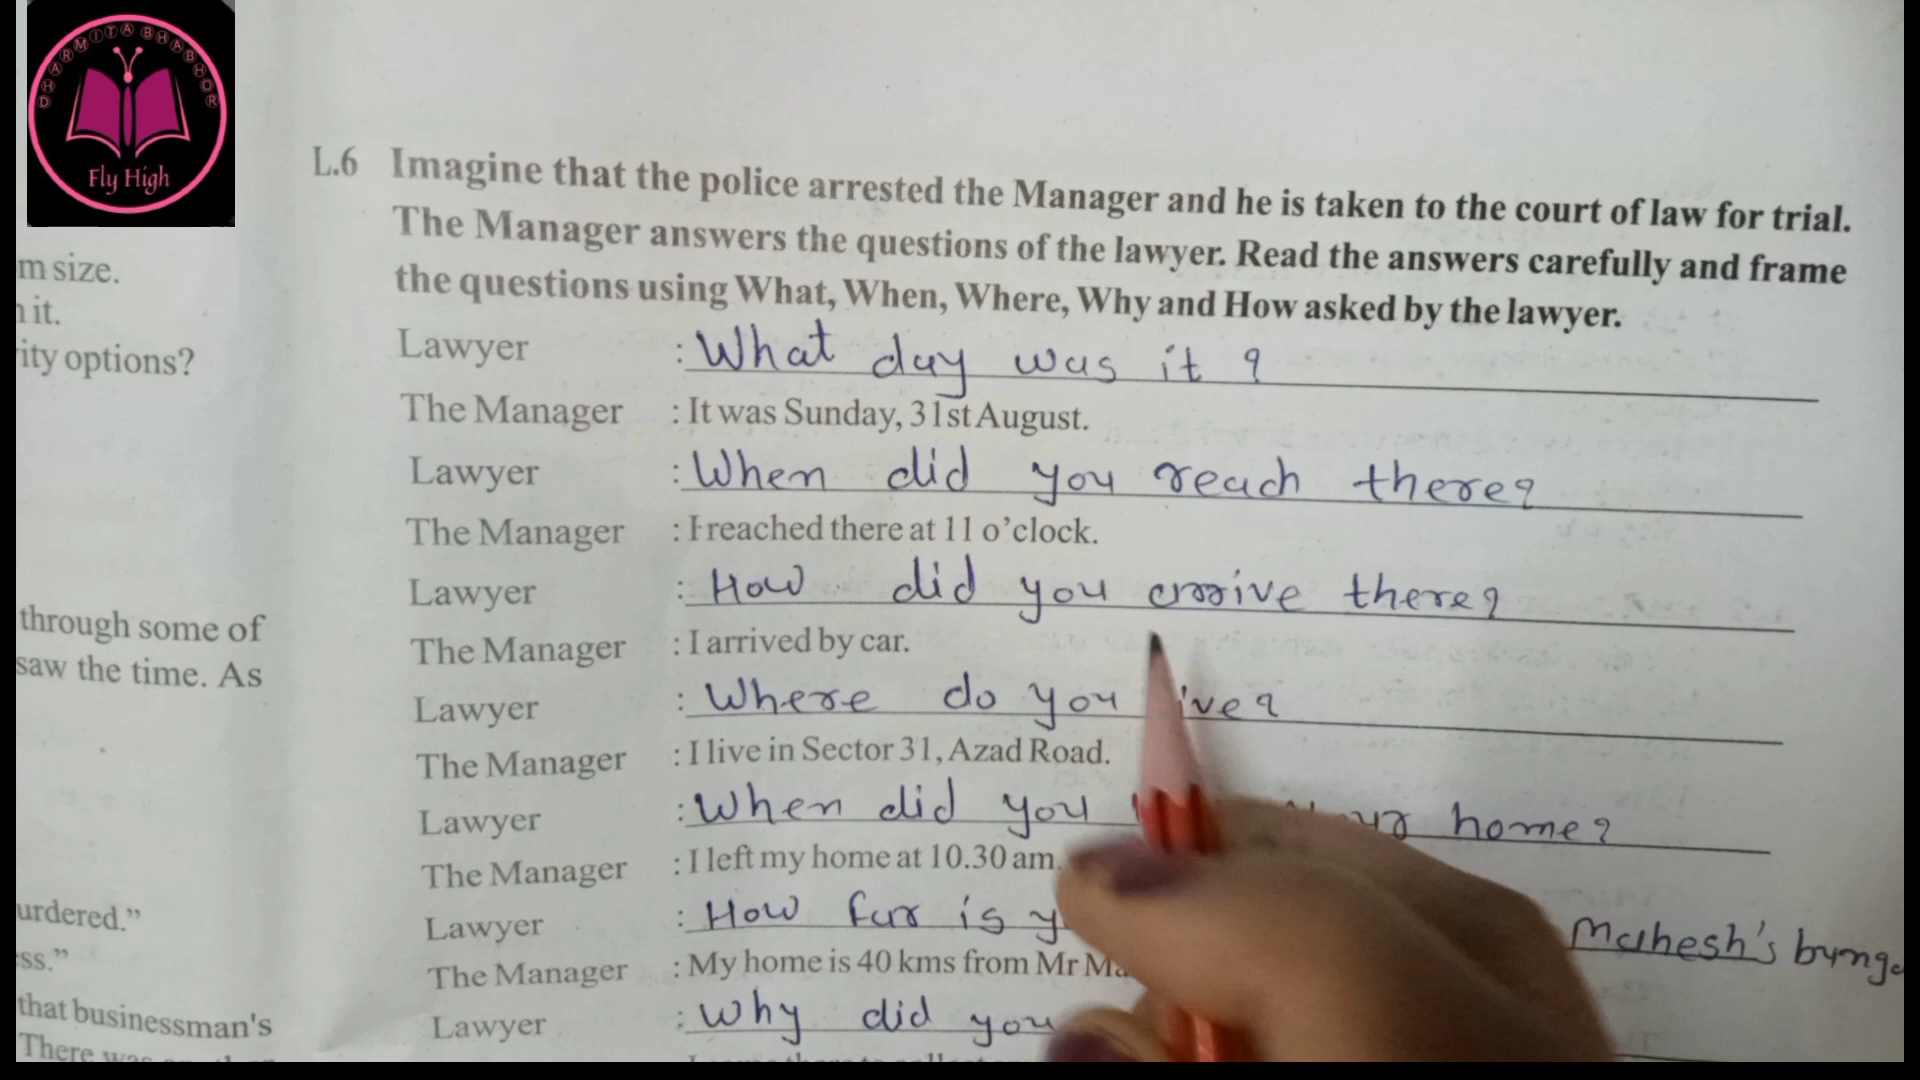 DHARMITA BHABHOR
Fly High
m size.
it.
ity options?
through some of
saw the time. As
urdered.”
ss.”
that businessman's
There
L.6 Imagine that the police arrested the Manager and he is taken to the court of law for trial.
The Manager answers the questions of the lawyer. Read the answers carefully and frame
the questions using What, When, Where, Why and How asked by the lawyer.
Lawyer : What day was it ?
The Manager : It was Sunday, 31st August.
Lawyer : When did you reach there?
The Manager : I reached there at 11 o’clock.
Lawyer : How did you arrive there?
The Manager : I arrived by car.
Lawyer : Where do you ive?
The Manager : I live in Sector 31, Azad Road.
Lawyer : When did you home?
The Manager : I left my home at 10.30 am.
Lawyer : How far is Mahesh's
The Manager : My home is 40 kms from Mr
Lawyer : Why did you